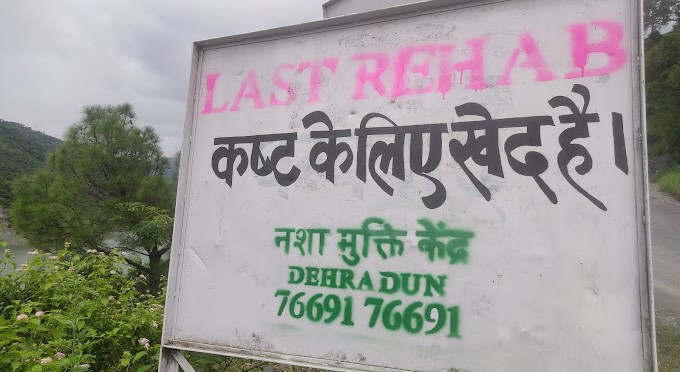 LAST REHAB
कष्ट के लिए खेद है।
नशा मुक्ति केंद्र
DEHRADUN
76691 76691